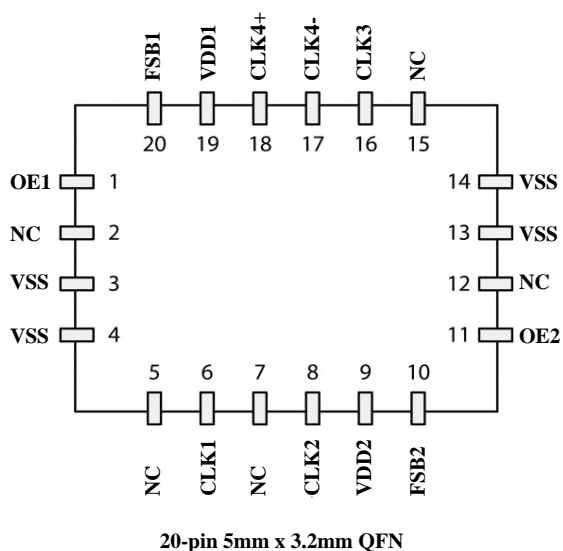 FSB1 VDD1 CLK4+ CLK4- CLK3 NC
20 19 18 17 16 15
OE1 1 14 VSS
NC 2 13 VSS
VSS 3 12 NC
VSS 4 11 OE2
5 6 7 8 9 10
NC CLK1 NC CLK2 VDD2 FSB2
20-pin 5mm x 3.2mm QFN